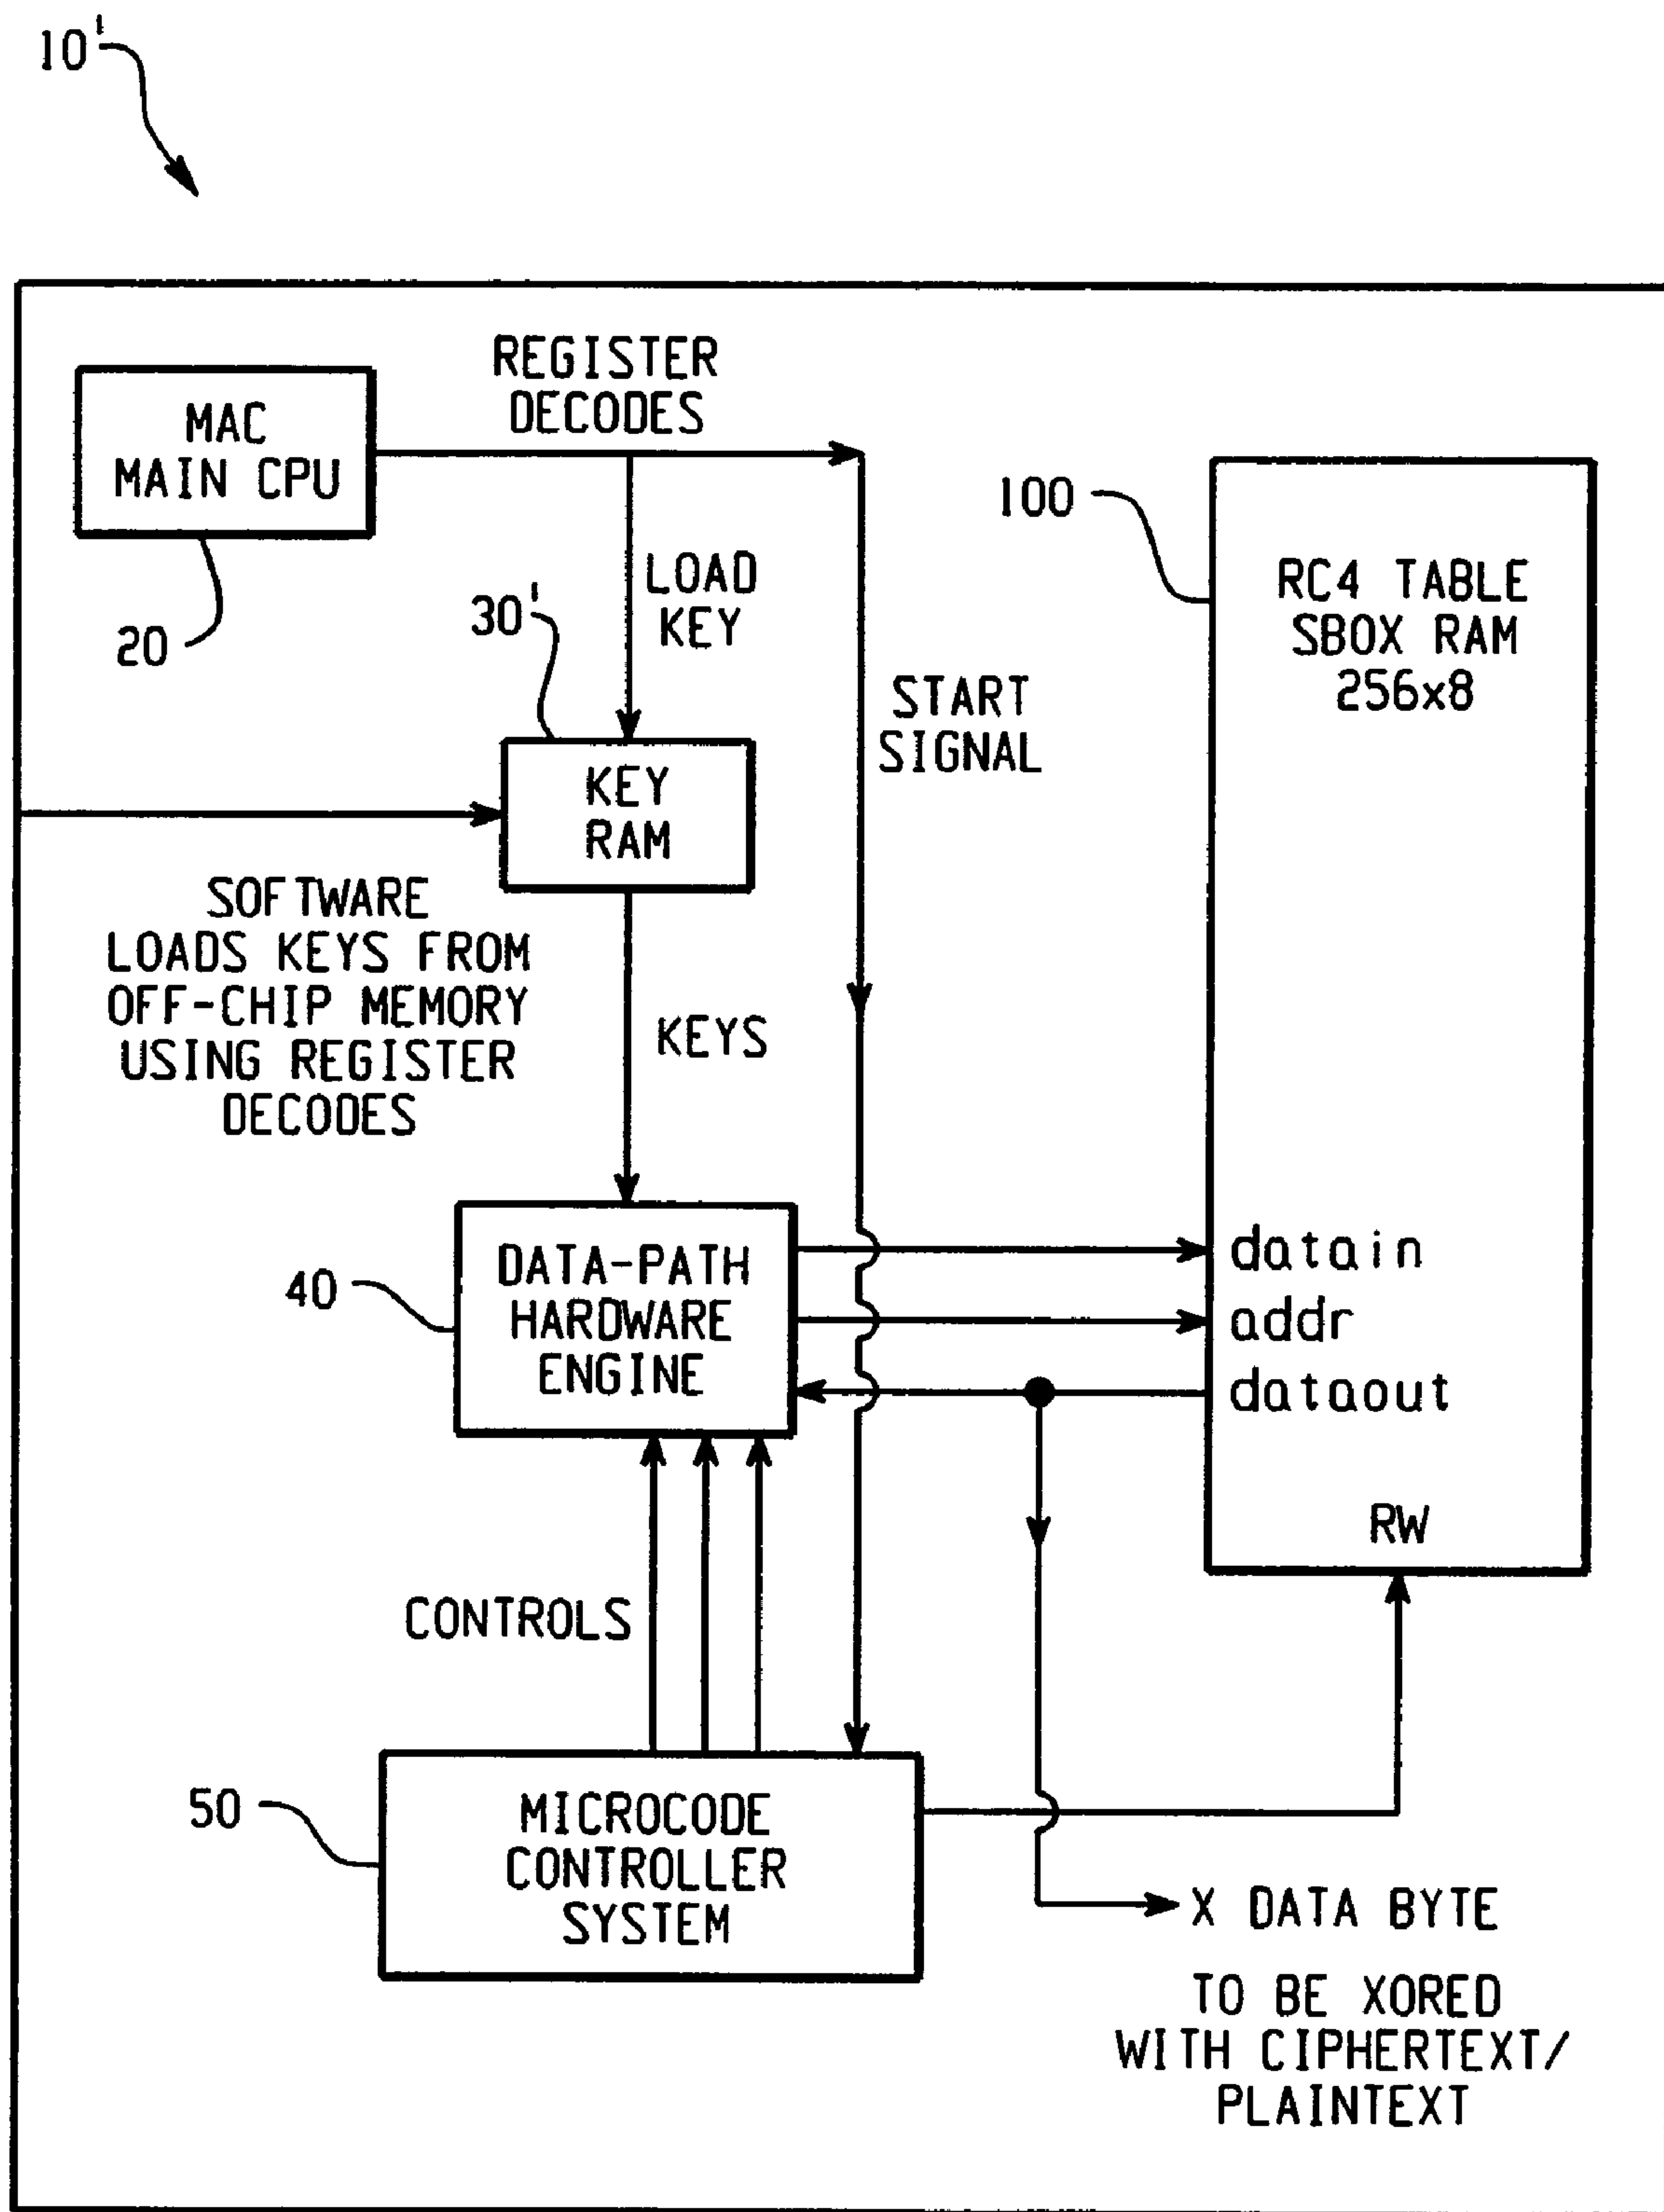 10'
REGISTER
DECODES
MAC
MAIN CPU
20
LOAD
KEY
30'
100
RC4 TABLE
SBOX RAM
256x8
START
SIGNAL
KEY
RAM
SOFTWARE
LOADS KEYS FROM
OFF-CHIP MEMORY
USING REGISTER
DECODES
KEYS
40
DATA-PATH
HARDWARE
ENGINE
datain
addr
dataout
RW
CONTROLS
50
MICROCODE
CONTROLLER
SYSTEM
X DATA BYTE
TO BE XORED
WITH CIPHERTEXT/
PLAINTEXT